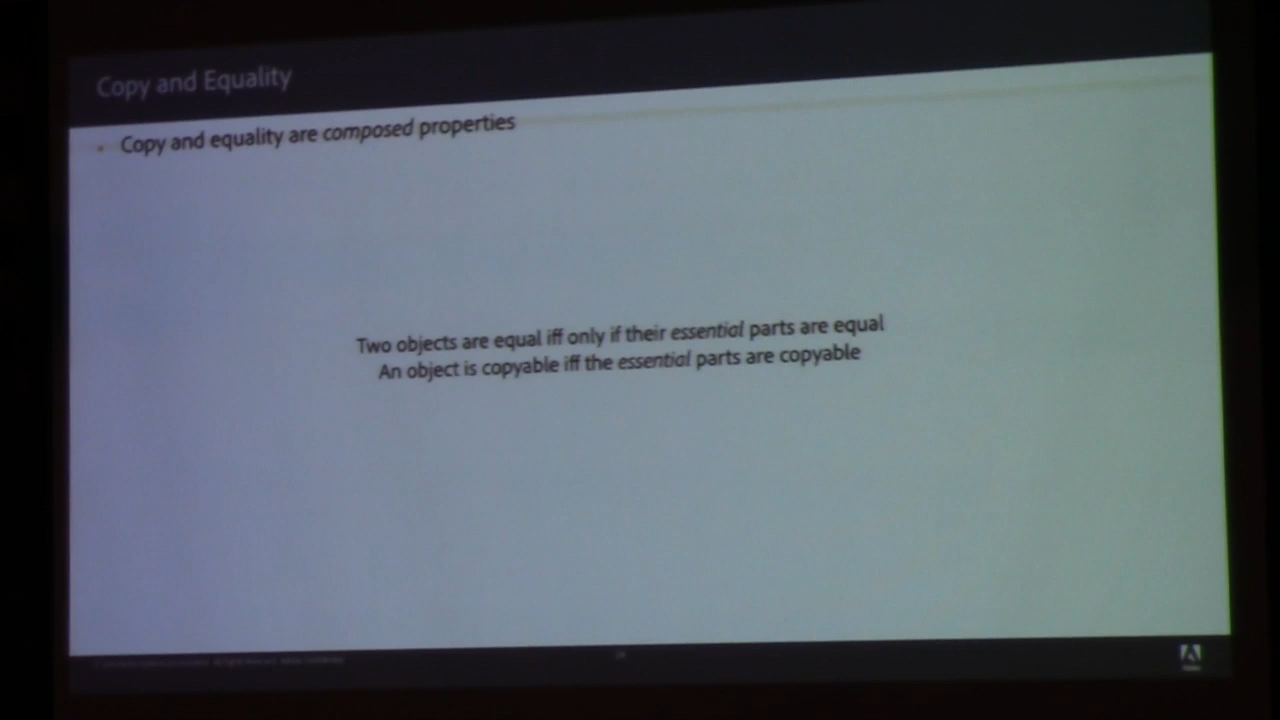 Copy and Equality
• Copy and equality are composed properties
Two objects are equal iff only if their essential parts are equal
An object is copyable iff the essential parts are copyable